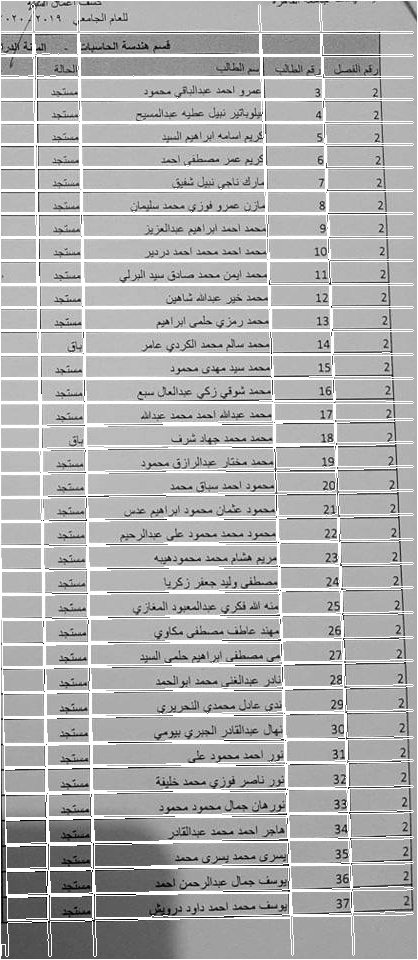 كشف اعمال السنة
للعام الجامعي ٢٠١٩ - ٢٠٢٠
قسم هندسة الحاسبات - السنة
رقم الفصل رقم الطالب اسم الطالب الحالة
2 3 عمرو احمد عبدالباقي محمود مستجد
2 4 كيلوباتير نبيل عطيه عبدالمسيح مستجد
2 5 كريم اسامه ابراهيم السيد مستجد
2 6 كريم عمر مصطفى احمد مستجد
2 7 مارك ناجي نبيل شفيق مستجد
2 8 مازن عمرو فوزي محمد سليمان مستجد
2 9 محمد احمد ابراهيم عبدالعزيز مستجد
2 10 محمد احمد محمد احمد دردير مستجد
2 11 محمد ايمن محمد صادق سيد البرلي مستجد
2 12 محمد خير عبدالله شاهين مستجد
2 13 محمد رمزي حلمى ابراهيم مستجد
2 14 محمد سالم محمد الكردي عامر باق
2 15 محمد سيد مهدى محمود مستجد
2 16 محمد شوقي زكي عبدالعال سبع مستجد
2 17 محمد عبدالله احمد محمد عبدالله مستجد
2 18 محمد محمد جهاد شرف باق
2 19 محمد مختار عبدالرازق محمود مستجد
2 20 محمود احمد سباق محمد مستجد
2 21 محمود عثمان محمود ابراهيم عدس مستجد
2 22 محمود محمد محمود على عبدالرحيم مستجد
2 23 مريم هشام محمد محمودهيبه مستجد
2 24 مصطفى وليد جعفر زكريا مستجد
2 25 منه الله فكري عبدالمعبود المغازي مستجد
2 26 مهند عاطف مصطفى مكاوي مستجد
2 27 مى مصطفى ابراهيم حلمى السيد مستجد
2 28 نادر عبدالغنى محمد ابوالحمد مستجد
2 29 ندى عادل محمدي النحريري مستجد
2 30 نهال عبدالقادر الجبري بيومي مستجد
2 31 نور احمد محمود على مستجد
2 32 نور ناصر فوزي محمد خليفة مستجد
2 33 نورهان جمال محمود محمود مستجد
2 34 هاجر احمد محمد عبدالقادر مستجد
2 35 يسرى محمد يسرى محمد مستجد
2 36 يوسف جمال عبدالرحمن احمد مستجد
2 37 يوسف محمد احمد داود درويش مستجد